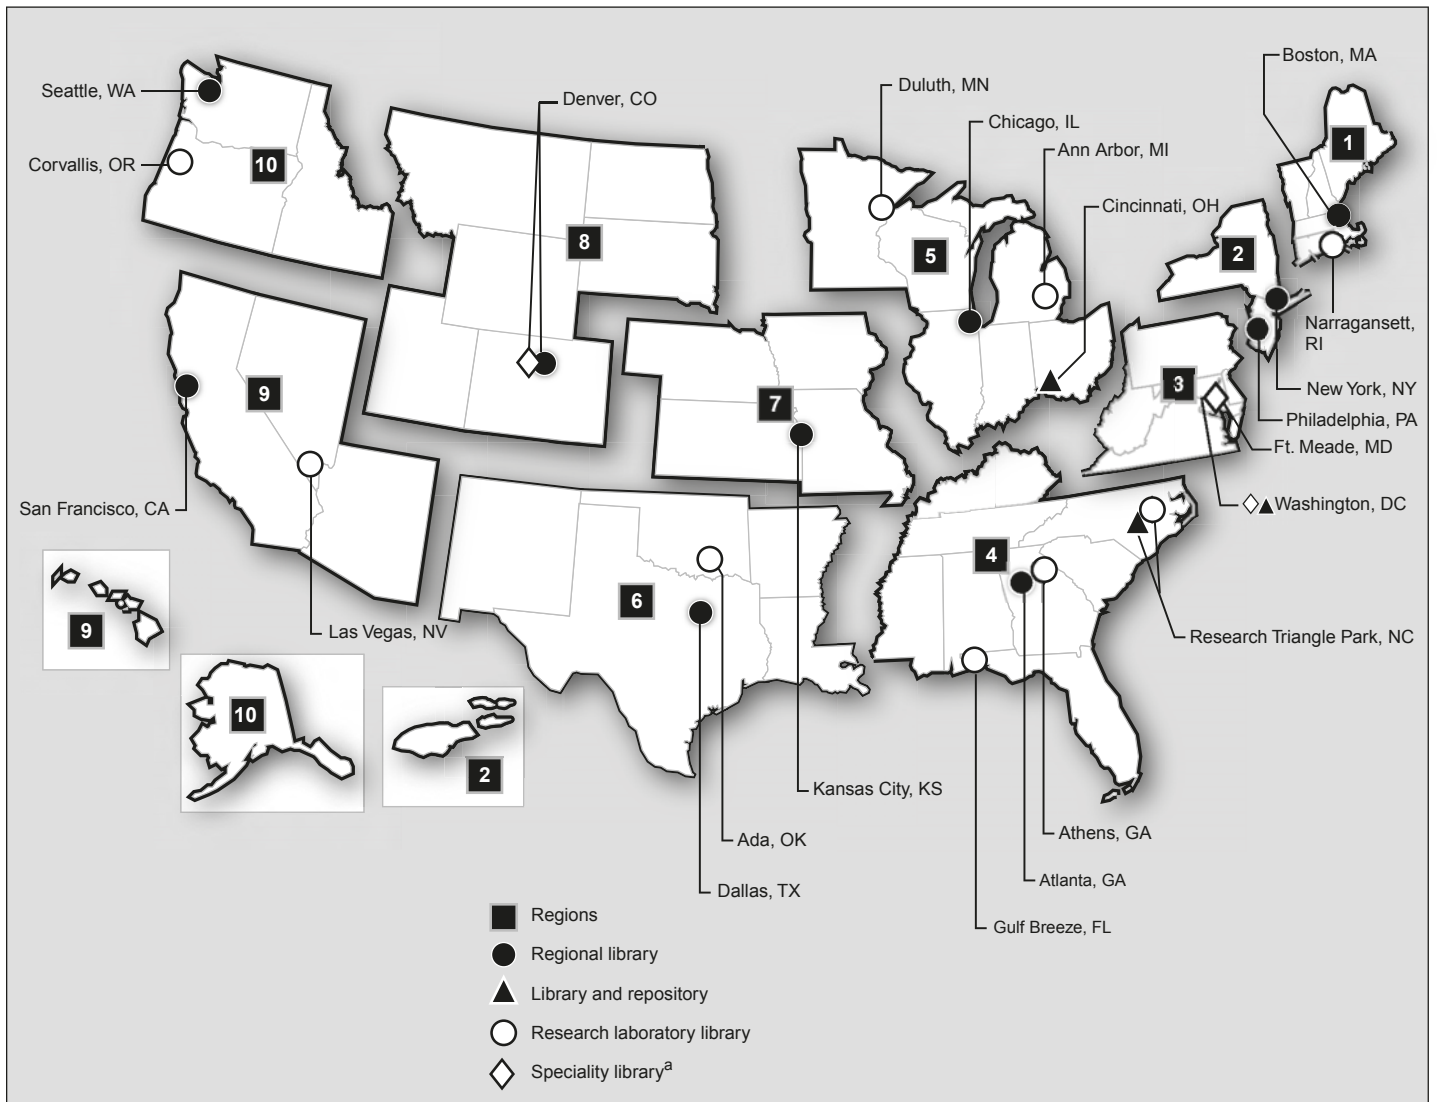 Boston, MA
Seattle, WA
Denver, CO
Duluth, MN
Chicago, IL
Ann Arbor, MI
1
Corvallis, OR
10
Cincinnati, OH
8
5
2
Narragansett,
RI
3
New York, NY
9
7
Philadelphia, PA
Ft. Meade, MD
San Francisco, CA
Washington, DC
4
6
9
Las Vegas, NV
Research Triangle Park, NC
10
2
Kansas City, KS
Ada, OK
Athens, GA
Dallas, TX
Atlanta, GA
Gulf Breeze, FL
Regions
Regional library
Library and repository
Research laboratory library
Speciality library^a